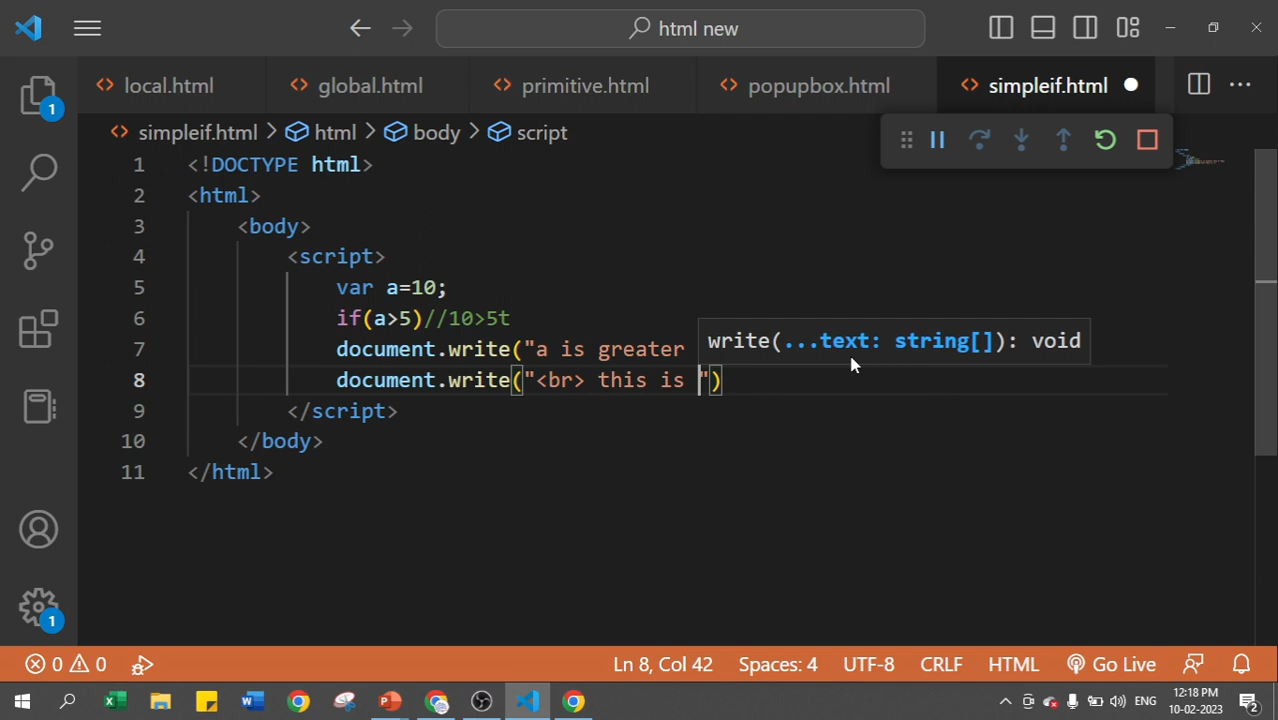 html new
local.html
global.html
primitive.html
popupbox.html
simpleif.html
1
simpleif.html > html > body > script
1 <!DOCTYPE html>
2 <html>
3 <body>
4 <script>
5 var a=10;
6 if(a>5)//10>5t
7 document.write("a is greater
write(...text: string[]): void
8 document.write("<br> this is ")
9 </script>
10 </body>
11 </html>
1
0 0
Ln 8, Col 42
Spaces: 4
UTF-8
CRLF
HTML
Go Live
ENG
12:18 PM
10-02-2023
2